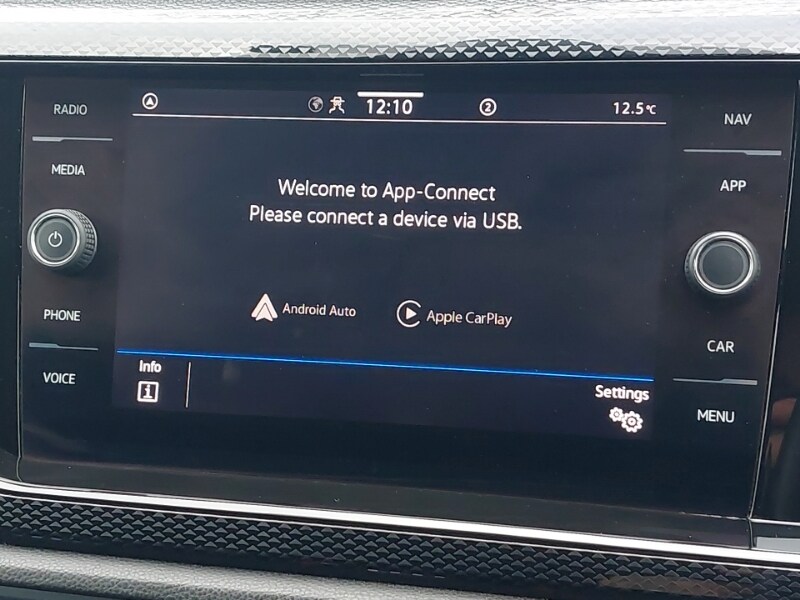 RADIO
MEDIA
PHONE
VOICE
12:10
2
12.5°C
Welcome to App-Connect
Please connect a device via USB.
Android Auto
Apple CarPlay
Info
i
Settings
NAV
APP
CAR
MENU